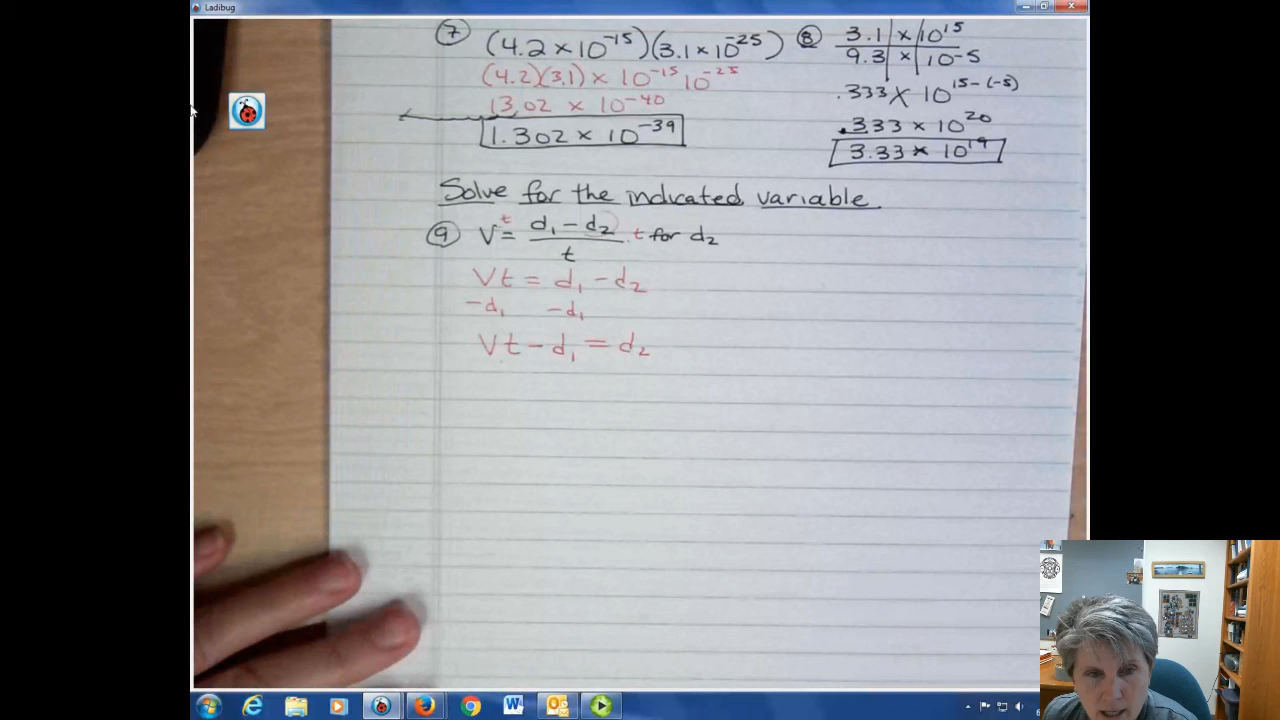 Ladibug
⑦ (4.2 × 10⁻¹⁵)(3.1 × 10⁻²⁵)
(4.2)(3.1) × 10⁻¹⁵ 10⁻²⁵
13.02 × 10⁻⁴⁰
1.302 × 10⁻³⁹
⑧ 3.1 × 10¹⁵
9.3 × 10⁻⁵
.333 × 10¹⁵⁻⁽⁻⁵⁾
.333 × 10²⁰
3.33 × 10¹⁹
Solve for the indicated variable
⑨ t V = d₁ - d₂ / t t for d₂
Vt = d₁ - d₂
-d₁ -d₁
Vt - d₁ = d₂